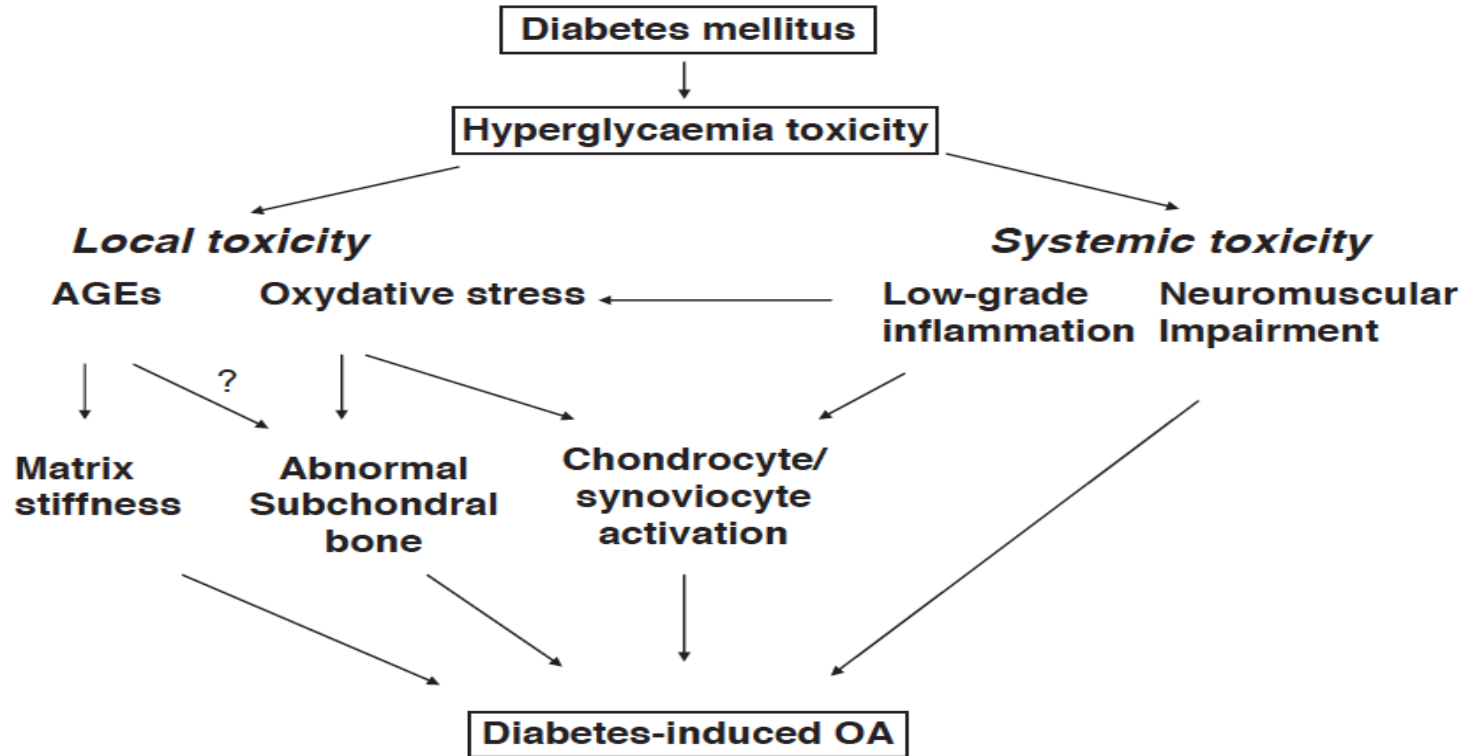 Diabetes mellitus
Hyperglycaemia toxicity
Local toxicity
Systemic toxicity
AGEs
Oxydative stress
Low-grade
inflammation
Neuromuscular
Impairment
?
Matrix
stiffness
Abnormal
Subchondral
bone
Chondrocyte/
synoviocyte
activation
Diabetes-induced OA